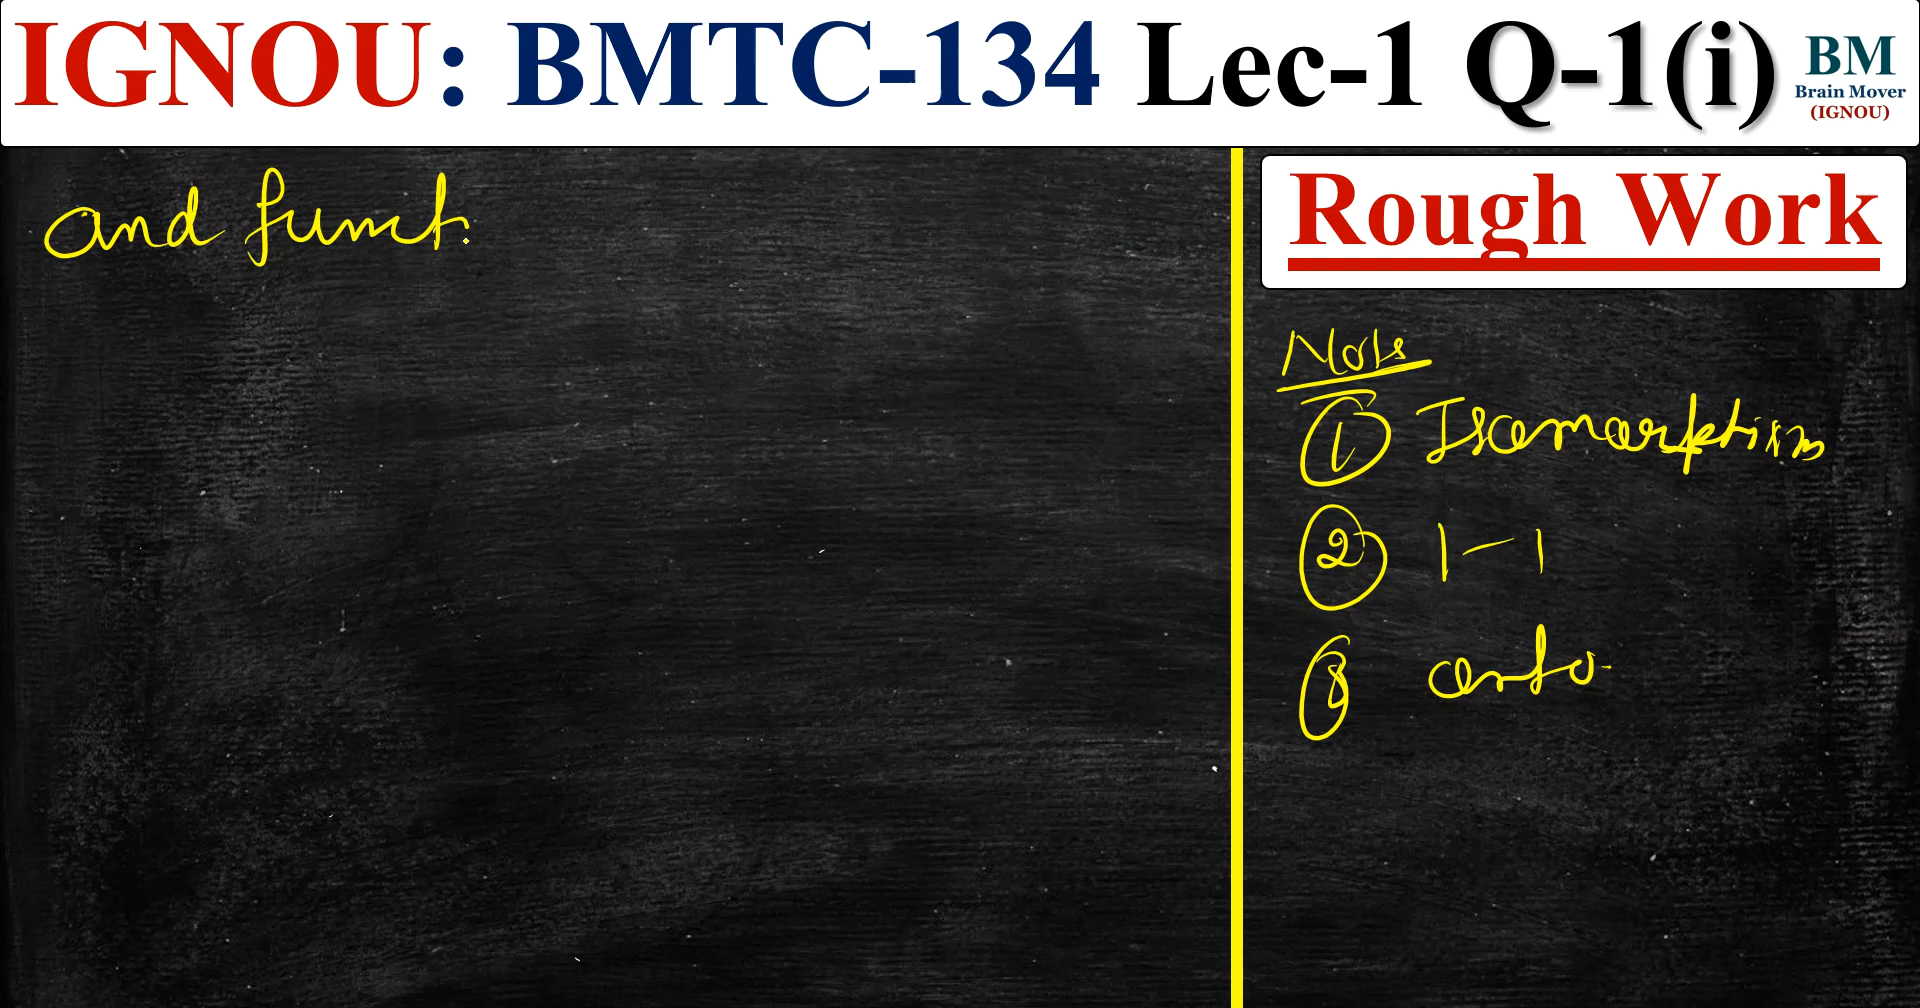 IGNOU: BMTC-134 Lec-1 Q-1(i)
BM
Brain Mover
(IGNOU)
and funct
Rough Work
Note
① Isomorphism
② 1-1
③ onto